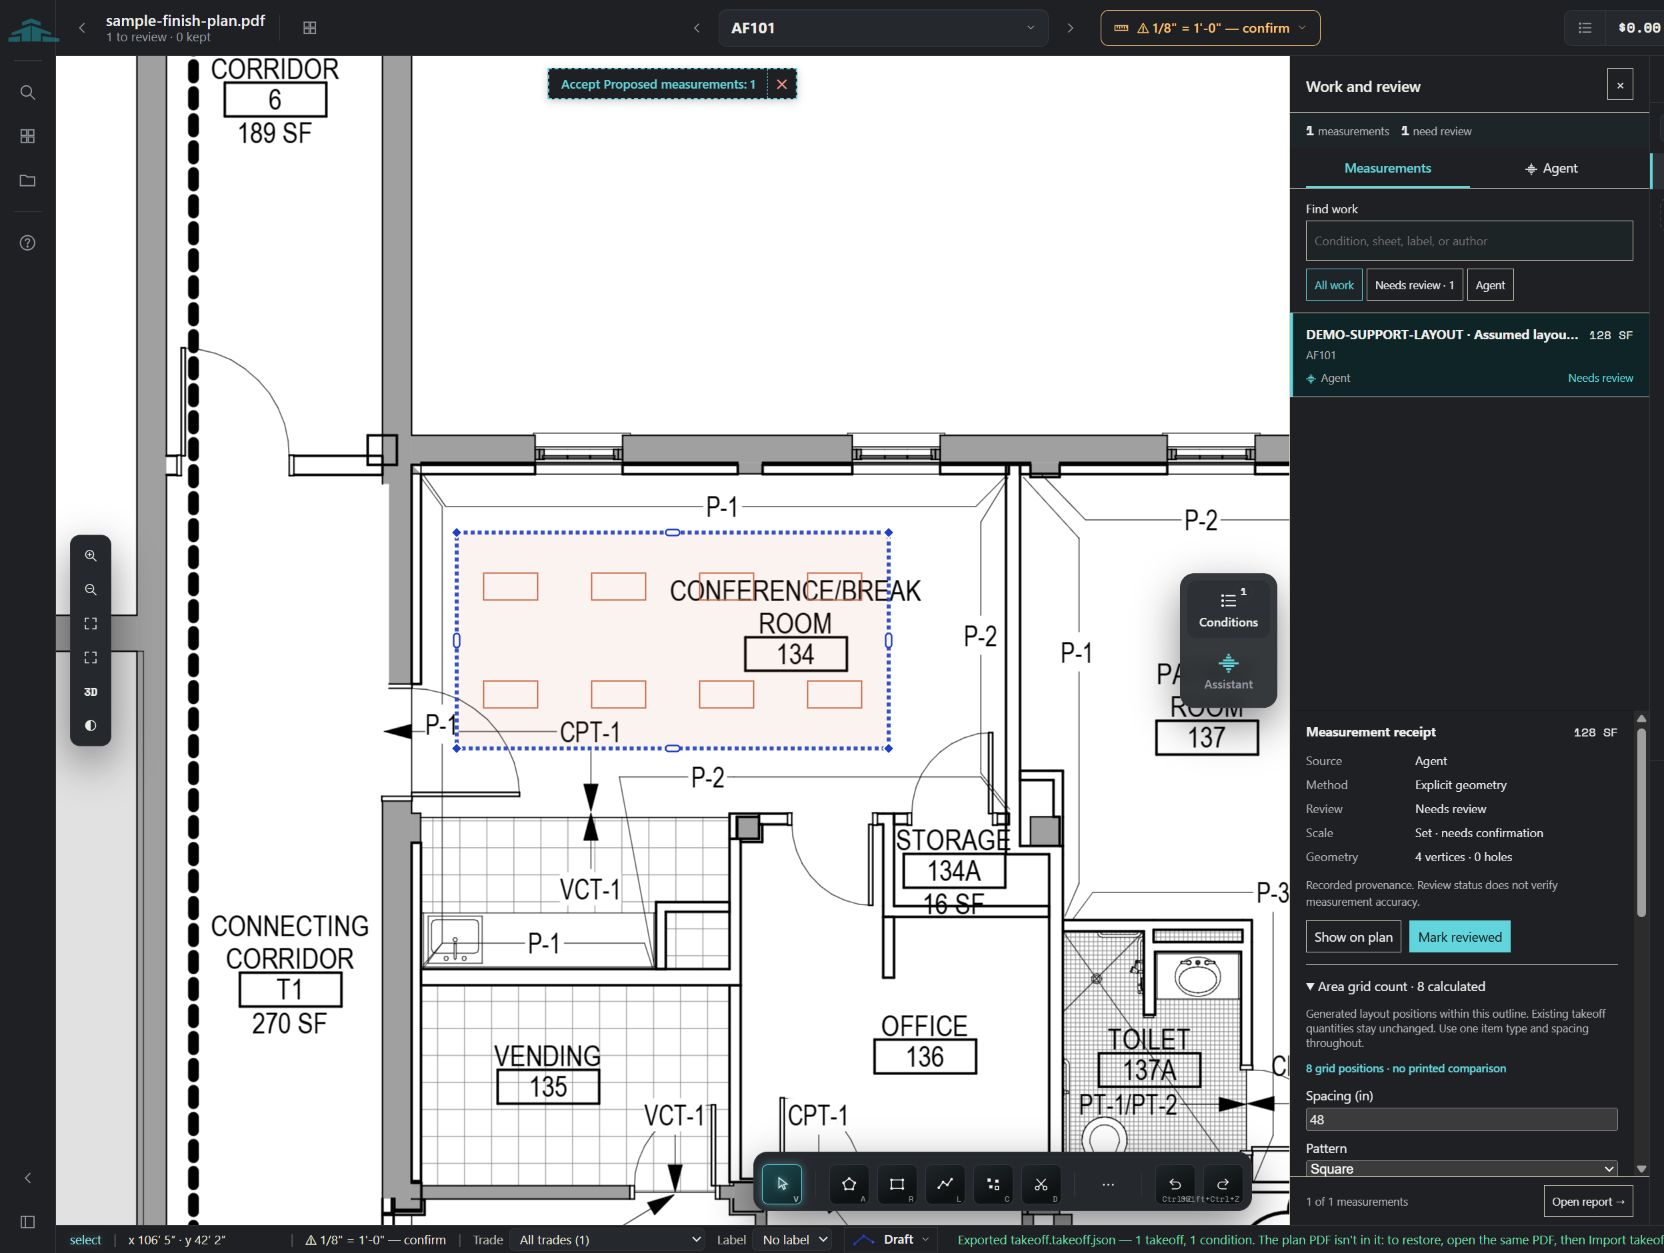 sample-finish-plan.pdf
1 to review · 0 kept
AF101
⚠ 1/8" = 1'-0" — confirm
$0.00
Accept Proposed measurements: 1
CORRIDOR
6
189 SF
P-1
P-2
CONFERENCE/BREAK
ROOM
134
P-2
P-1
P-2
P-1
CPT-1
P-2
ROOM
137
STORAGE
134A
16 SF
VCT-1
P-1
P-3
CONNECTING
CORRIDOR
T1
270 SF
OFFICE
136
VENDING
135
TOILET
137A
PT-1/PT-2
VCT-1
CPT-1
3D
1
Conditions
Assistant
V
A
R
L
C
D
Work and review
1 measurements 1 need review
Measurements
Agent
Find work
Condition, sheet, label, or author
All work
Needs review · 1
Agent
DEMO-SUPPORT-LAYOUT · Assumed layou... 128 SF
AF101
Agent
Needs review
Measurement receipt 128 SF
Source Agent
Method Explicit geometry
Review Needs review
Scale Set · needs confirmation
Geometry 4 vertices · 0 holes
Recorded provenance. Review status does not verify
measurement accuracy.
Show on plan
Mark reviewed
▼ Area grid count · 8 calculated
Generated layout positions within this outline. Existing takeoff
quantities stay unchanged. Use one item type and spacing
throughout.
8 grid positions · no printed comparison
Spacing (in)
48
Pattern
Square
1 of 1 measurements
Open report →
select
x 106' 5" · y 42' 2"
⚠ 1/8" = 1'-0" — confirm
Trade
All trades (1)
Label
No label
Draft
Exported takeoff.takeoff.json — 1 takeoff, 1 condition. The plan PDF isn't in it: to restore, open the same PDF, then Import takeof